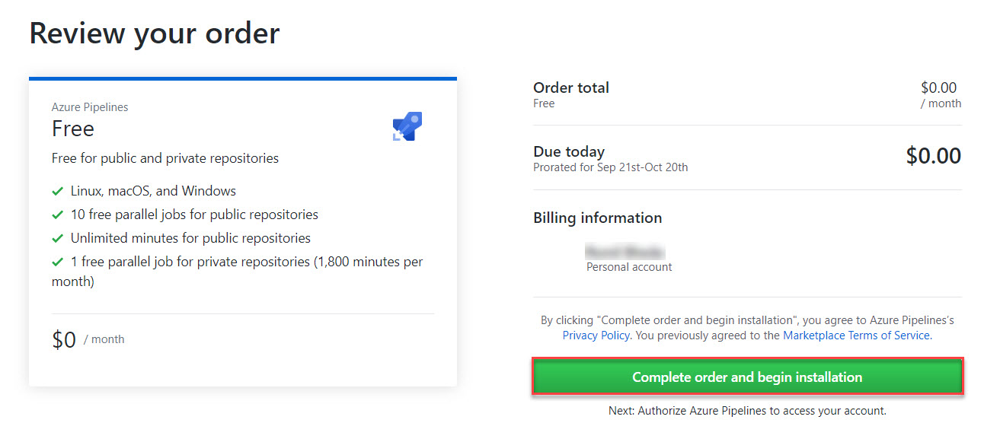 Review your order
Azure Pipelines
Free
Free for public and private repositories
Linux, macOS, and Windows
10 free parallel jobs for public repositories
Unlimited minutes for public repositories
1 free parallel job for private repositories (1,800 minutes per
month)
$0 / month
Order total $0.00
Free / month
Due today $0.00
Prorated for Sep 21st-Oct 20th
Billing information
Personal account
By clicking "Complete order and begin installation", you agree to Azure Pipelines’s
Privacy Policy. You previously agreed to the Marketplace Terms of Service.
Complete order and begin installation
Next: Authorize Azure Pipelines to access your account.